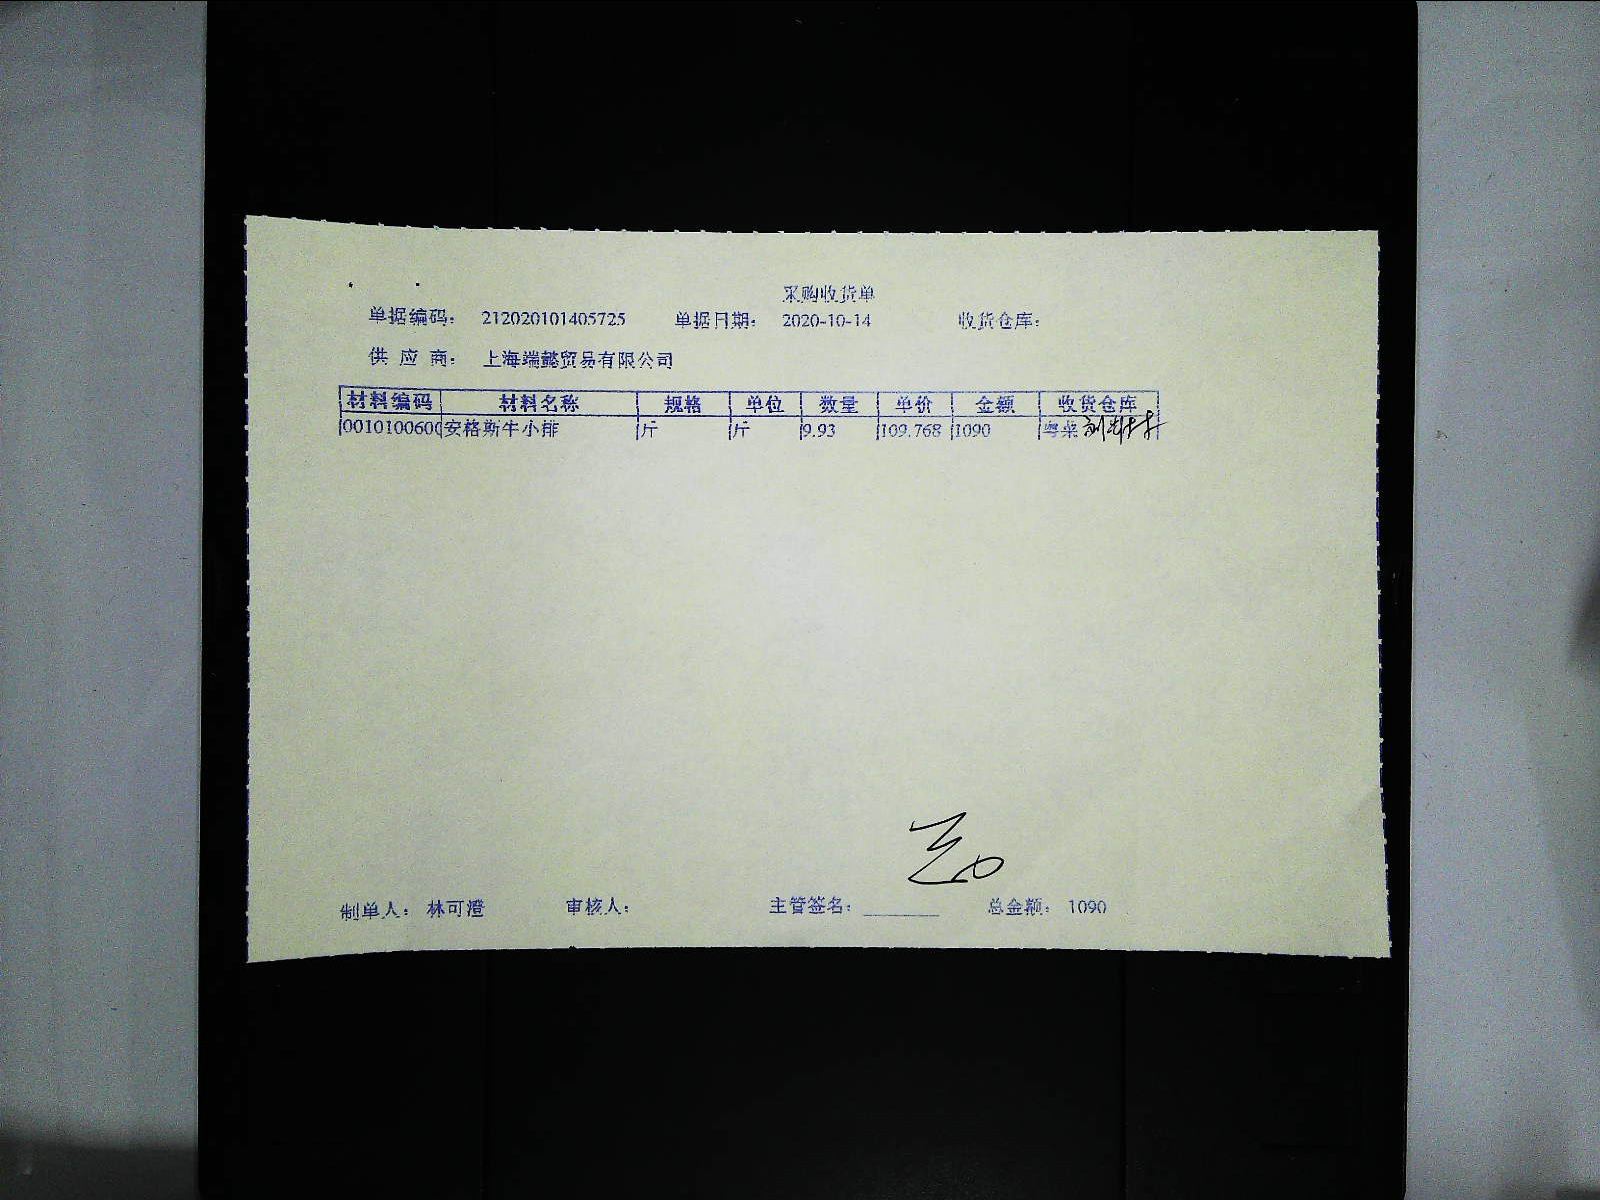 采购收货单
单据编码： 212020101405725 单据日期： 2020-10-14 收货仓库：
供 应 商： 上海端懿贸易有限公司
材料编码 材料名称 规格 单位 数量 单价 金额 收货仓库
0010100600 安格斯牛小排 斤 斤 9.93 109.768 1090 粤菜
制单人： 林可澄 审核人： 主管签名： ________ 总金额： 1090